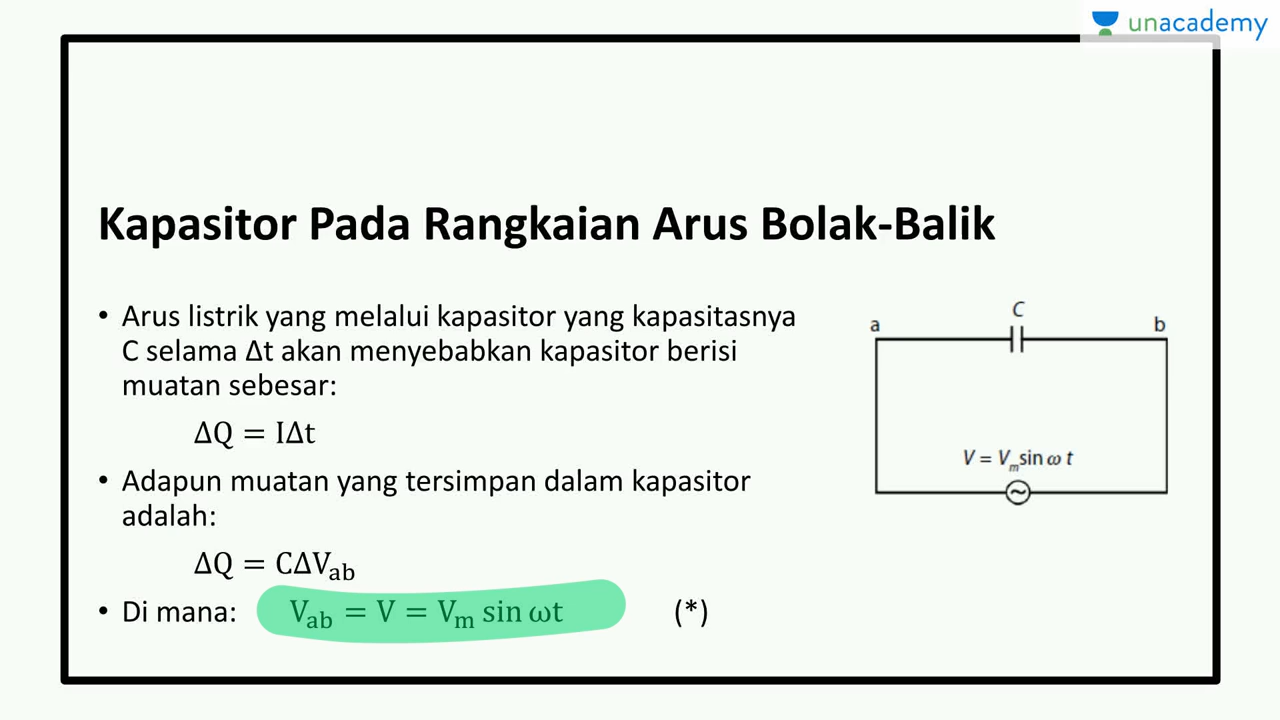 unacademy
Kapasitor Pada Rangkaian Arus Bolak-Balik
• Arus listrik yang melalui kapasitor yang kapasitasnya
C selama Δt akan menyebabkan kapasitor berisi
muatan sebesar:
ΔQ = IΔt
• Adapun muatan yang tersimpan dalam kapasitor
adalah:
ΔQ = CΔV_ab
• Di mana: V_ab = V = V_m sin ωt (*)
C
a b
V = V_m sin ω t